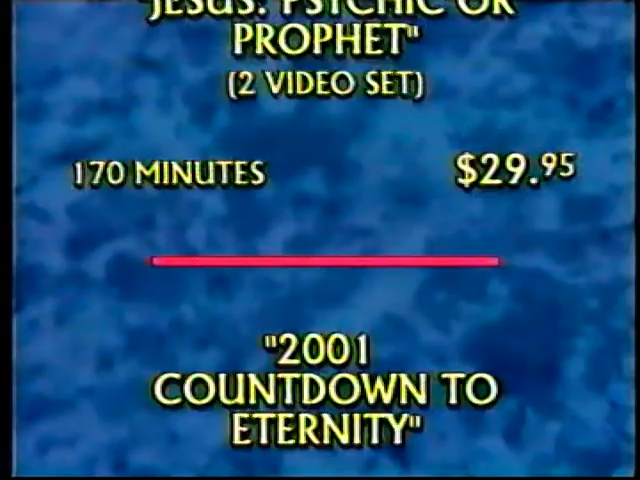 "JESUS: PSYCHIC OR
PROPHET"
(2 VIDEO SET)
170 MINUTES $29.95
"2001
COUNTDOWN TO
ETERNITY"